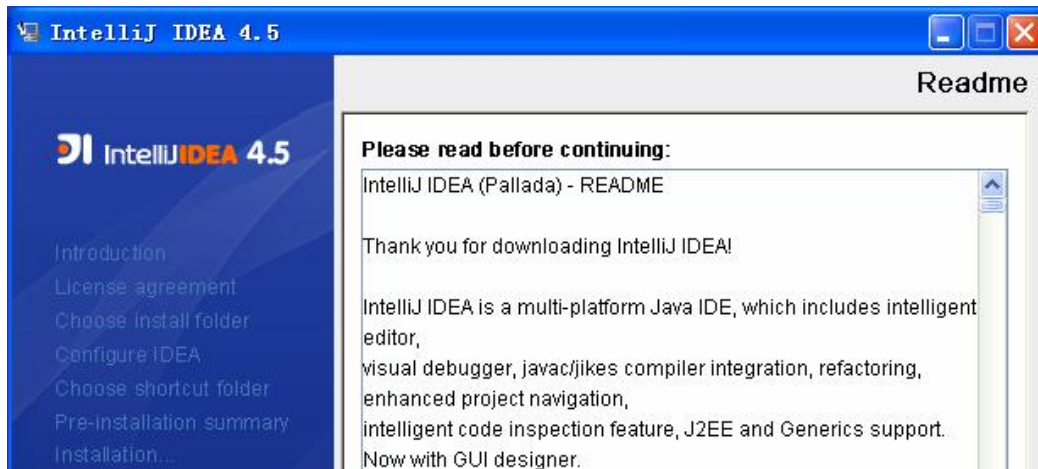 IntelliJ IDEA 4.5
Readme
IntelliJ IDEA 4.5
Introduction
License agreement
Choose install folder
Configure IDEA
Choose shortcut folder
Pre-installation summary
Installation...
Please read before continuing:
IntelliJ IDEA (Pallada) - README
Thank you for downloading IntelliJ IDEA!
IntelliJ IDEA is a multi-platform Java IDE, which includes intelligent
editor,
visual debugger, javac/jikes compiler integration, refactoring,
enhanced project navigation,
intelligent code inspection feature, J2EE and Generics support.
Now with GUI designer.